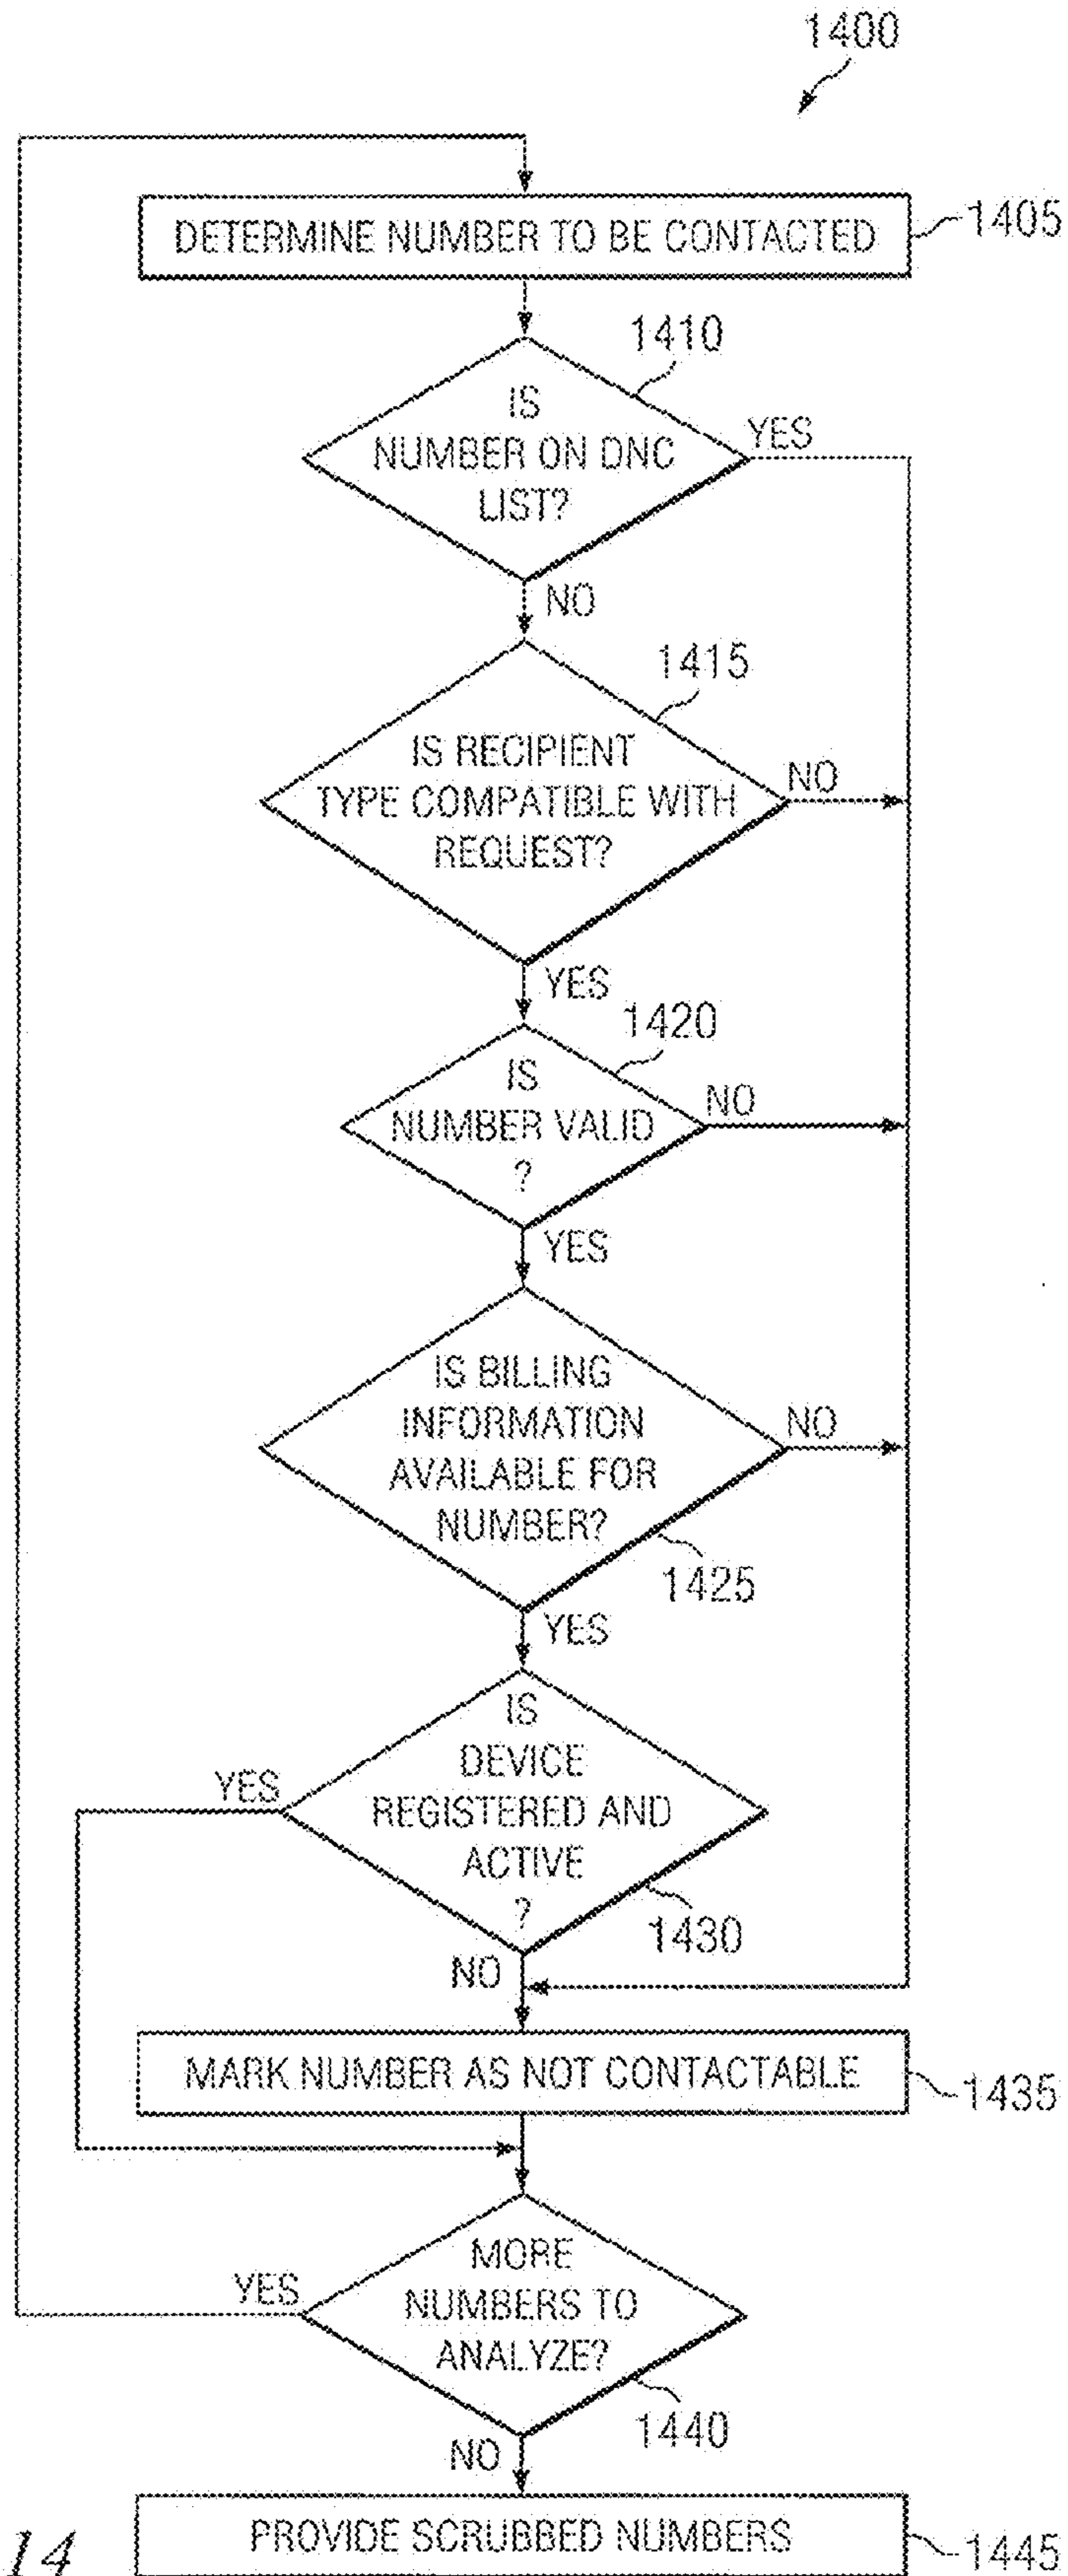 1400
DETERMINE NUMBER TO BE CONTACTED
1405
1410
IS
NUMBER ON DNC
LIST?
YES
NO
1415
IS RECIPIENT
TYPE COMPATIBLE WITH
REQUEST?
NO
YES
1420
IS
NUMBER VALID
?
NO
YES
IS BILLING
INFORMATION
AVAILABLE FOR
NUMBER?
NO
1425
YES
IS
DEVICE
REGISTERED AND
ACTIVE
?
YES
1430
NO
MARK NUMBER AS NOT CONTACTABLE
1435
MORE
NUMBERS TO
ANALYZE?
YES
1440
NO
PROVIDE SCRUBBED NUMBERS
1445
14